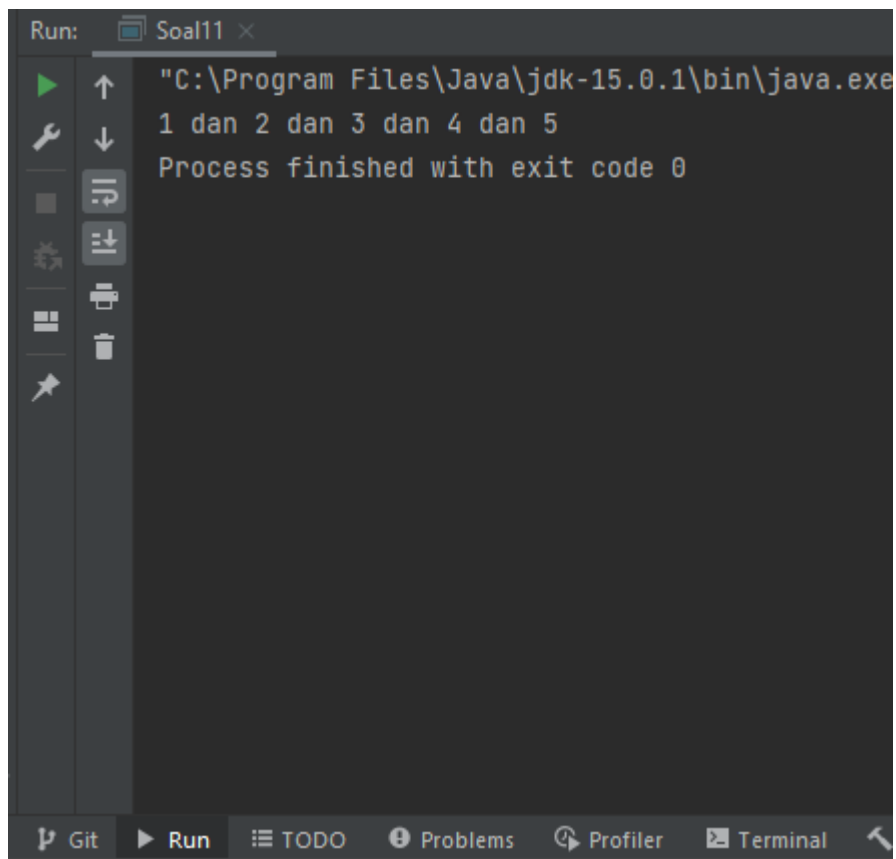 Run: Soal11
"C:\Program Files\Java\jdk-15.0.1\bin\java.exe
1 dan 2 dan 3 dan 4 dan 5
Process finished with exit code 0
Git Run TODO Problems Profiler Terminal